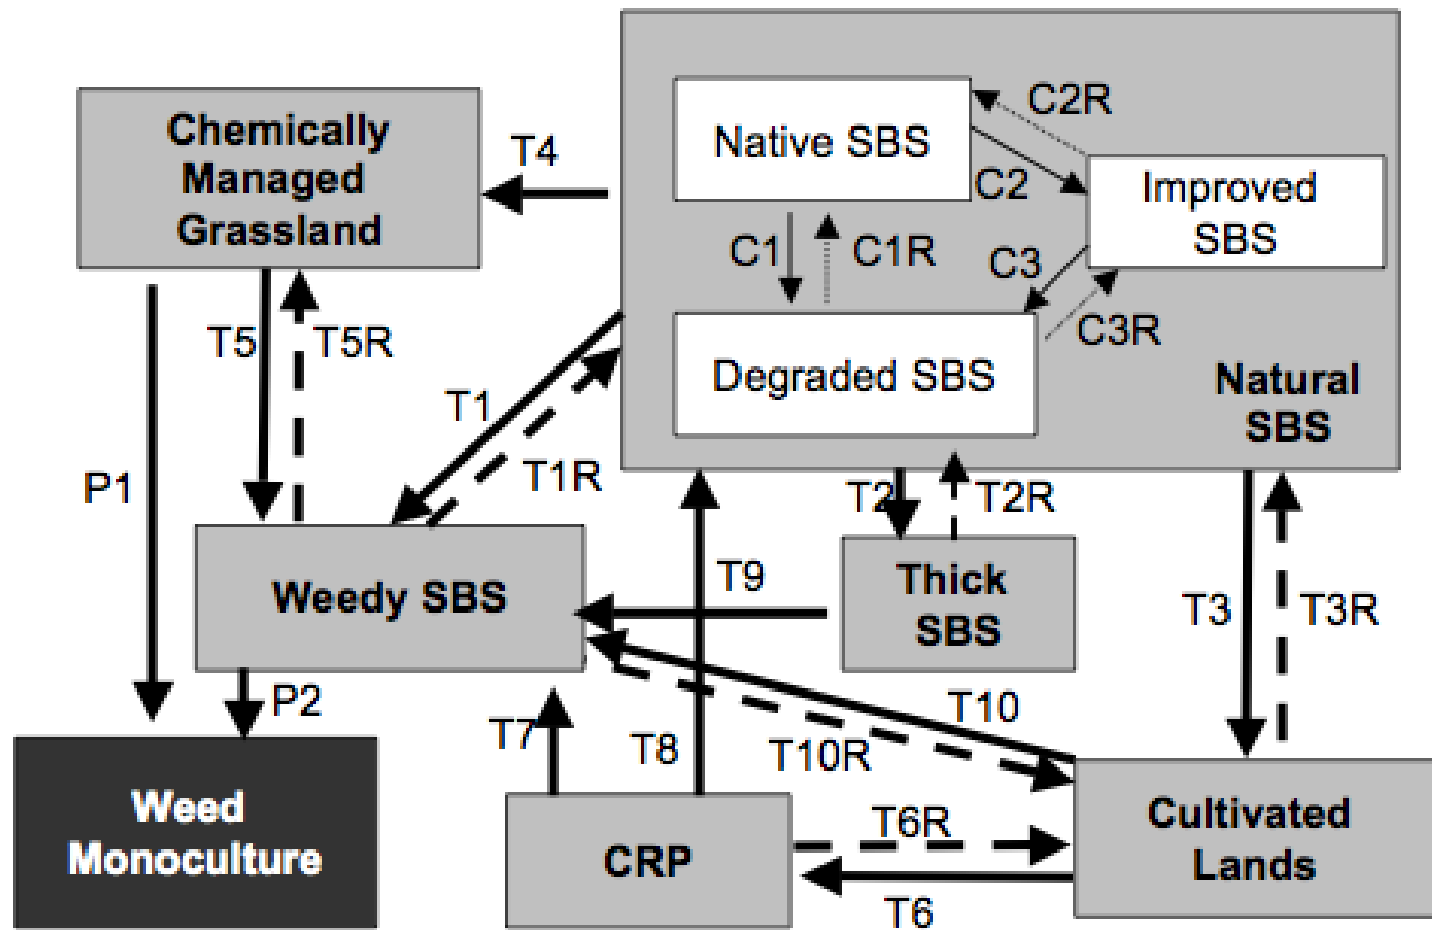 Chemically
Managed
Grassland
T4
Native SBS
C2R
C2
Improved
SBS
C1
C1R
C3
C3R
Degraded SBS
Natural
SBS
T5
T5R
T1
T1R
P1
T2
T2R
T3
T3R
Weedy SBS
T9
Thick
SBS
P2
T7
T8
T10
T10R
Weed
Monoculture
CRP
T6R
T6
Cultivated
Lands